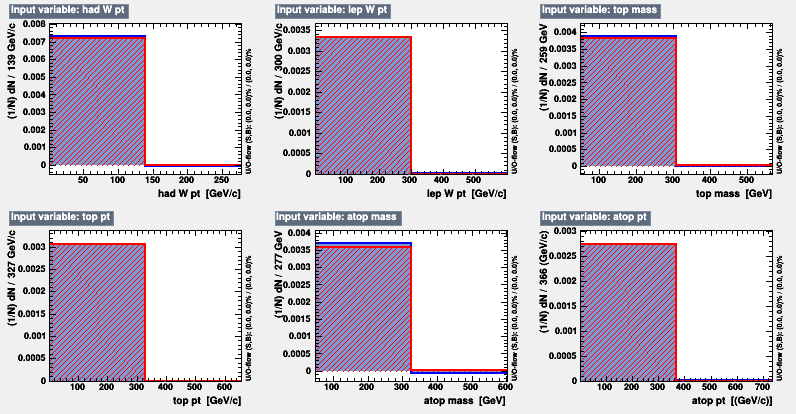 Input variable: had W pt
(1/N) dN / 139 GeV/c
0.008
0.007
0.006
0.005
0.004
0.003
0.002
0.001
0
50 100 150 200 250
had W pt [GeV/c]
U/O-flow (S,B): (0.0, 0.0)% / (0.0, 0.0)%
Input variable: lep W pt
(1/N) dN / 300 GeV/c
0.0035
0.003
0.0025
0.002
0.0015
0.001
0.0005
0
100 200 300 400 500 600
lep W pt [GeV/c]
U/O-flow (S,B): (0.0, 0.0)% / (0.0, 0.0)%
Input variable: top mass
(1/N) dN / 259 GeV
0.004
0.0035
0.003
0.0025
0.002
0.0015
0.001
0.0005
0
100 200 300 400 500
top mass [GeV]
U/O-flow (S,B): (0.0, 0.0)% / (0.0, 0.0)%
Input variable: top pt
(1/N) dN / 327 GeV/c
0.003
0.0025
0.002
0.0015
0.001
0.0005
0
100 200 300 400 500 600
top pt [GeV/c]
U/O-flow (S,B): (0.0, 0.0)% / (0.0, 0.0)%
Input variable: atop mass
(1/N) dN / 277 GeV
0.004
0.0035
0.003
0.0025
0.002
0.0015
0.001
0.0005
0
100 200 300 400 500 600
atop mass [GeV]
U/O-flow (S,B): (0.0, 0.0)% / (0.0, 0.0)%
Input variable: atop pt
(1/N) dN / 366 (GeV/c)
0.003
0.0025
0.002
0.0015
0.001
0.0005
0
100 200 300 400 500 600 700
atop pt [(GeV/c)]
U/O-flow (S,B): (0.0, 0.0)% / (0.0, 0.0)%